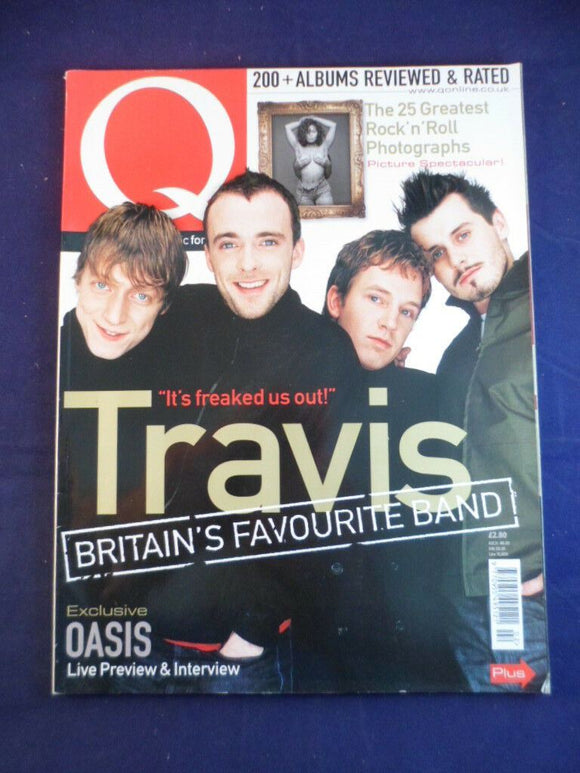 Q
200+ ALBUMS REVIEWED & RATED
www.qonline.co.uk
The 25 Greatest
Rock'n'Roll
Photographs
Picture Spectacular!
"It's freaked us out!"
Travis
BRITAIN'S FAVOURITE BAND
£2.80
Exclusive
OASIS
Live Preview & Interview
Plus